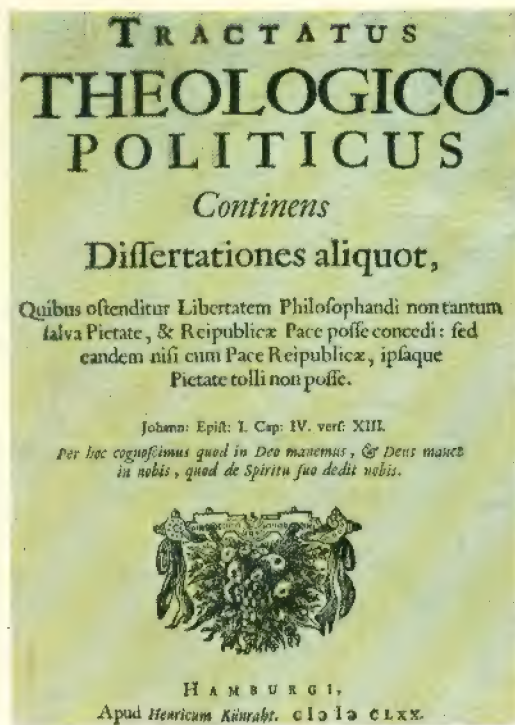 TRACTATUS
THEOLOGICO-
POLITICUS
Continens
Dissertationes aliquot,
Quibus ostenditur Libertatem Philosophandi non tantum
salva Pietate, & Reipublicæ Pace posse concedi: sed
eandem nisi cum Pace Reipublicæ, ipsaque
Pietate tolli non posse.
Johann: Epist: I. Cap: IV. vers: XIII.
Per hoc cognoscimus quod in Deo manemus, & Deus manet
in nobis, quod de Spiritu suo dedit nobis.
HAMBURGI,
Apud Henricum Künraht. CIↃ IↃ CLXX.